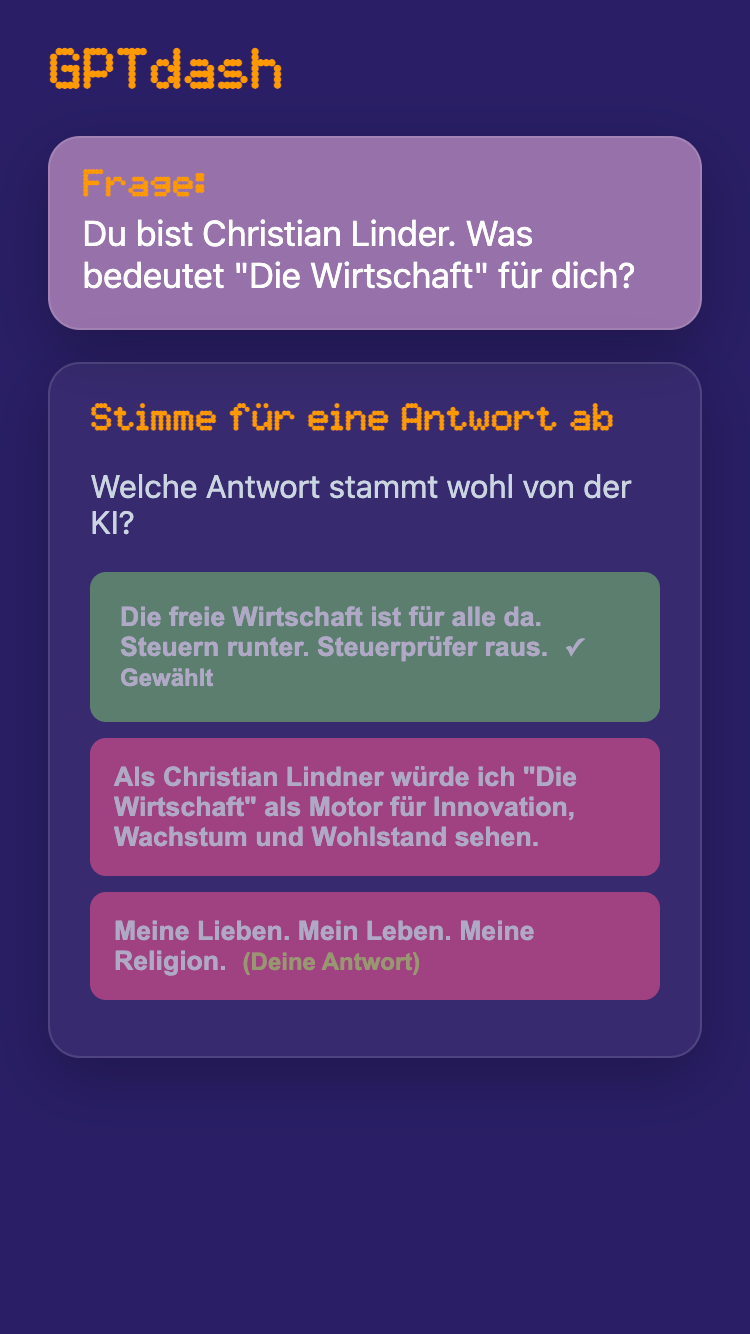 GPTdash
Frage:
Du bist Christian Linder. Was
bedeutet "Die Wirtschaft" für dich?
Stimme für eine Antwort ab
Welche Antwort stammt wohl von der
KI?
Die freie Wirtschaft ist für alle da.
Steuern runter. Steuerprüfer raus. ✓
Gewählt
Als Christian Lindner würde ich "Die
Wirtschaft" als Motor für Innovation,
Wachstum und Wohlstand sehen.
Meine Lieben. Mein Leben. Meine
Religion. (Deine Antwort)